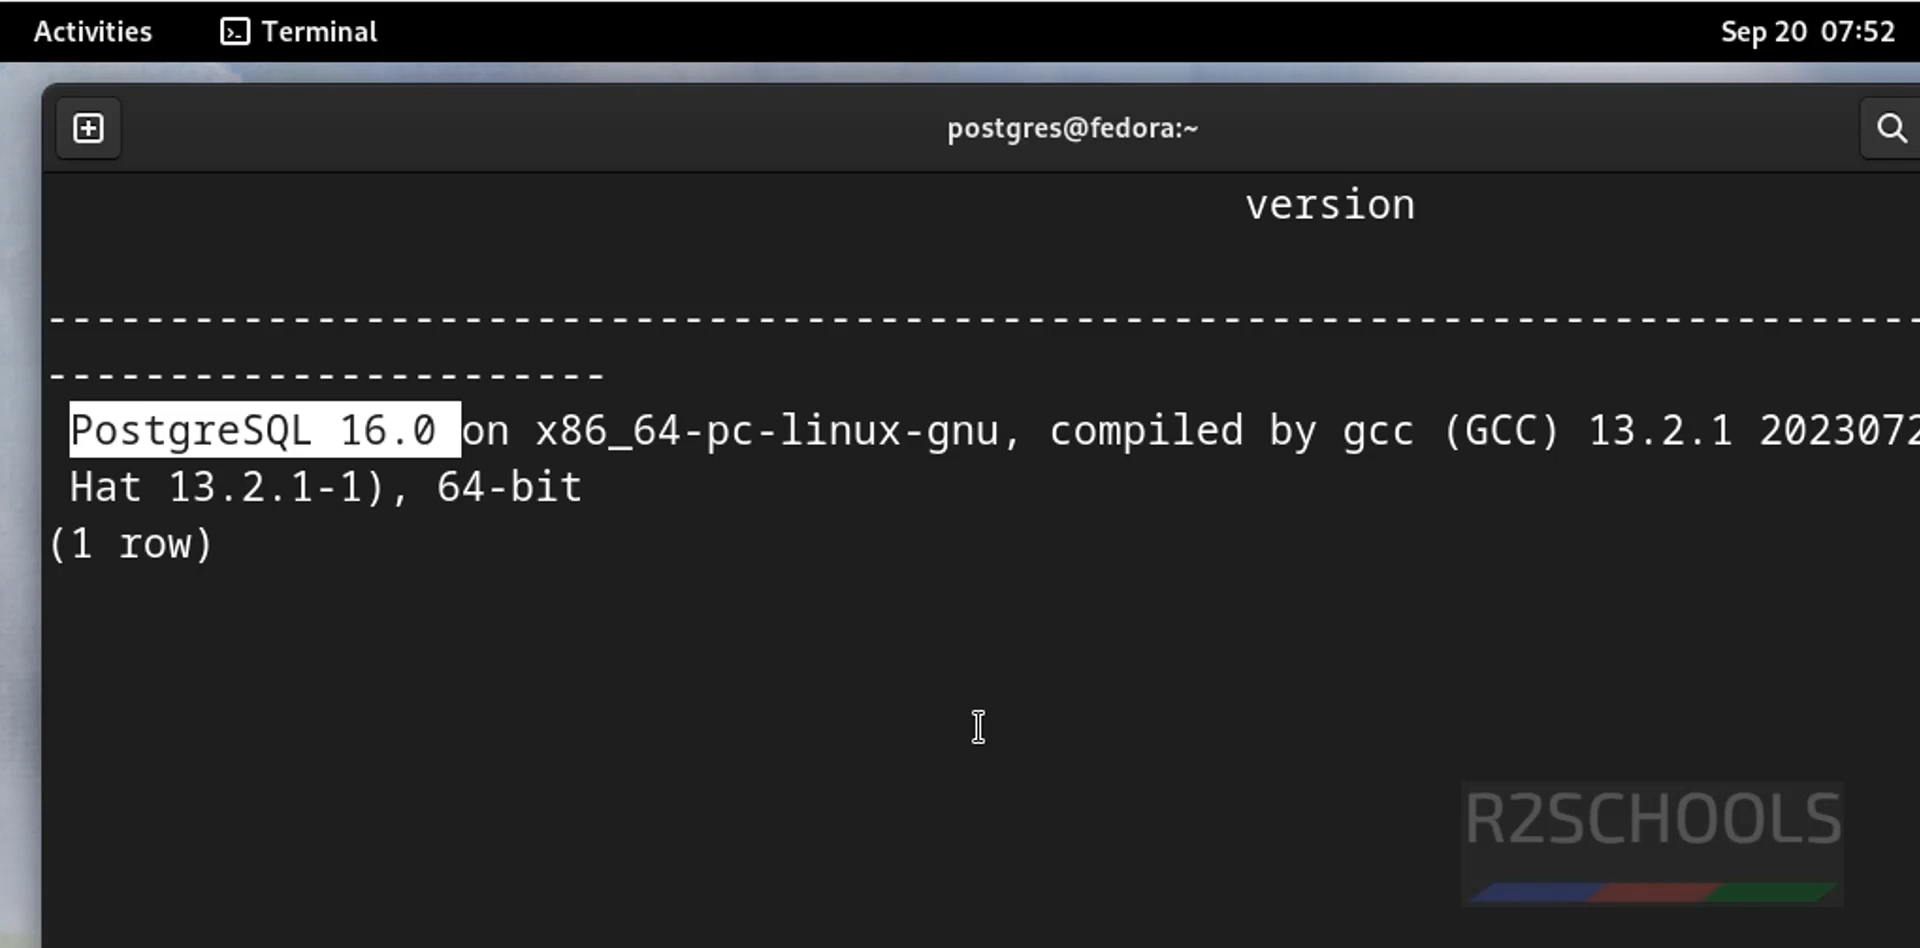 Activities Terminal Sep 20 07:52
postgres@fedora:~
version
--------------------------------------------------------------------------------
-----------------------
PostgreSQL 16.0 on x86_64-pc-linux-gnu, compiled by gcc (GCC) 13.2.1
Hat 13.2.1-1), 64-bit
(1 row)
R2SCHOOLS